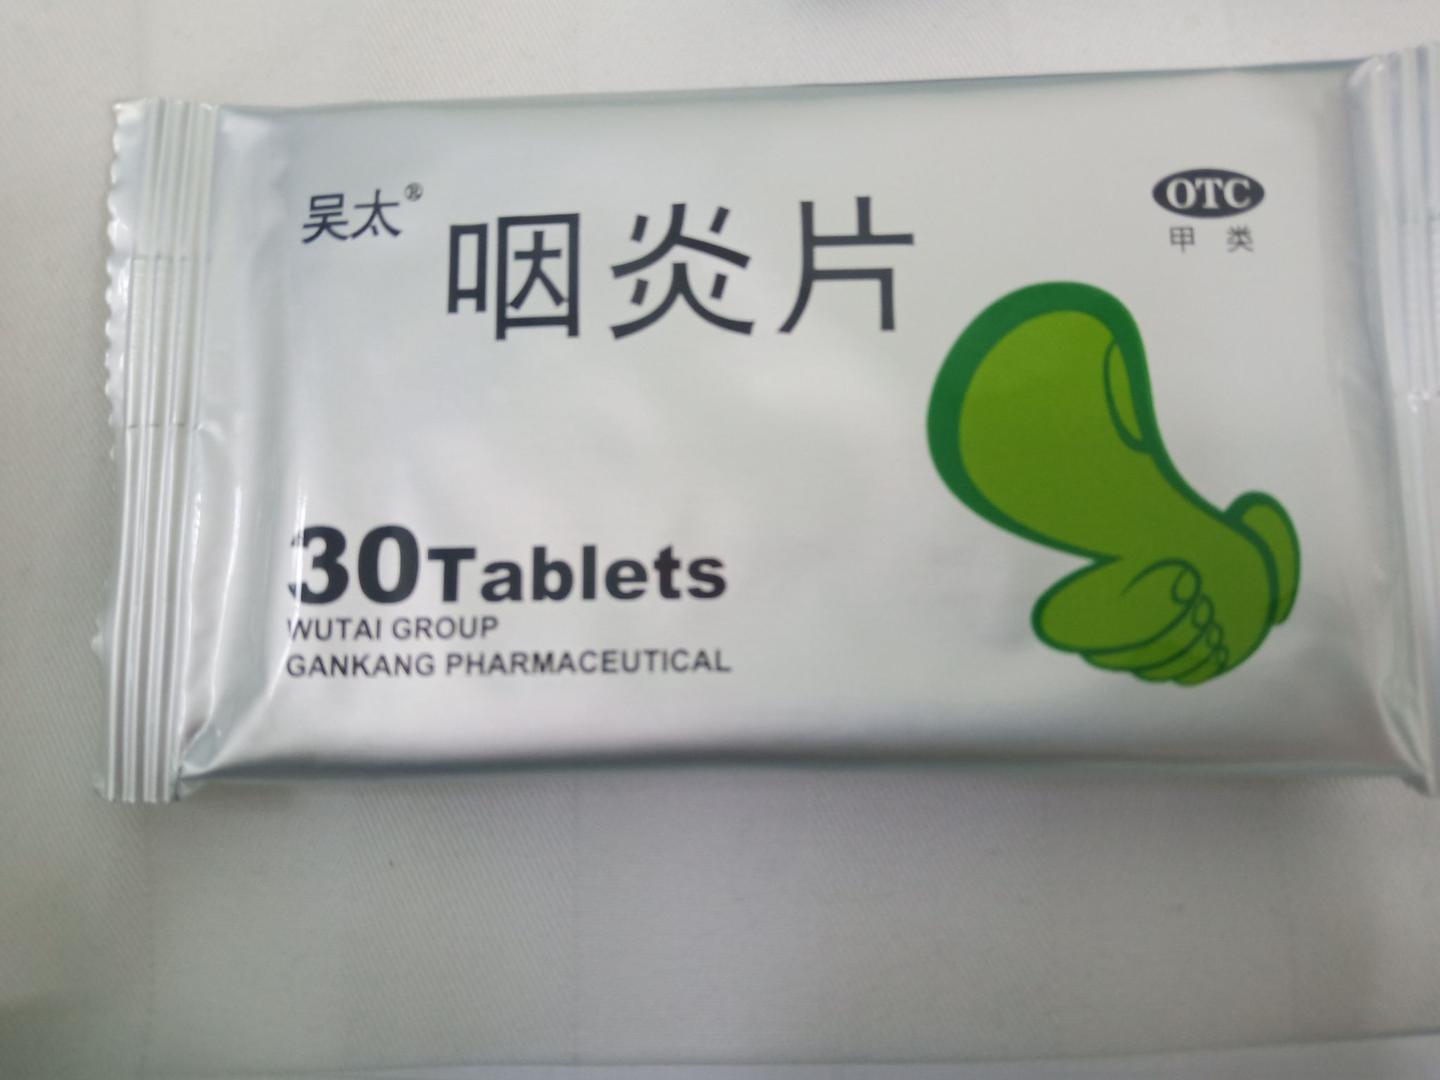 吴太®
咽炎片
OTC
甲类
30Tablets
WUTAI GROUP
GANKANG PHARMACEUTICAL